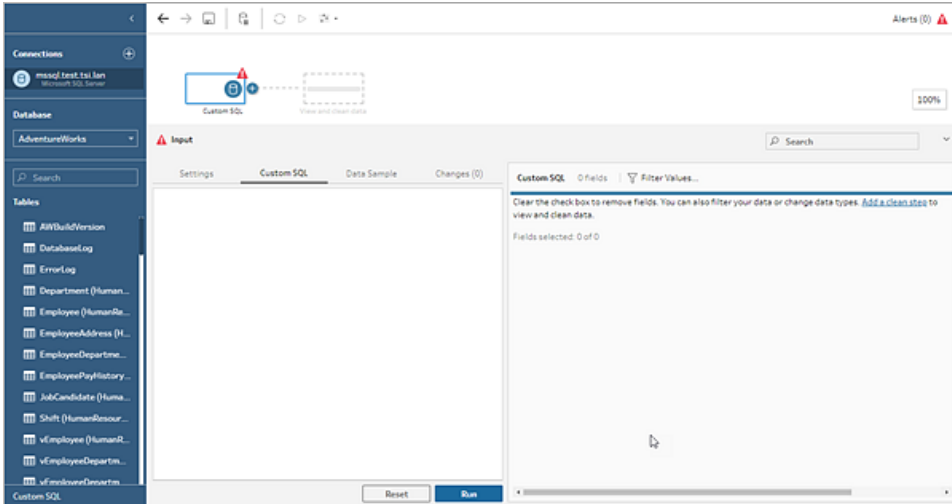 Alerts (0)
Connections
mssql.test.tsi.lan
Microsoft SQL Server
Database
AdventureWorks
Search
Tables
AWBuildVersion
DatabaseLog
ErrorLog
Department (Human...
Employee (HumanRe...
EmployeeAddress (H...
EmployeeDepartme...
EmployeePayHistory...
JobCandidate (Huma...
Shift (HumanResour...
vEmployee (HumanR...
vEmployeeDepartm...
vEmployeeDepartm...
Custom SQL
Custom SQL
View and clean data
100%
Input
Search
Settings Custom SQL Data Sample Changes (0)
Custom SQL 0 fields Filter Values...
Clear the check box to remove fields. You can also filter your data or change data types. Add a clean step to
view and clean data.
Fields selected: 0 of 0
Reset Run